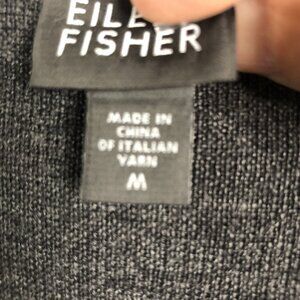 EILE
FISHER
MADE IN
CHINA
OF ITALIAN
YARN
M